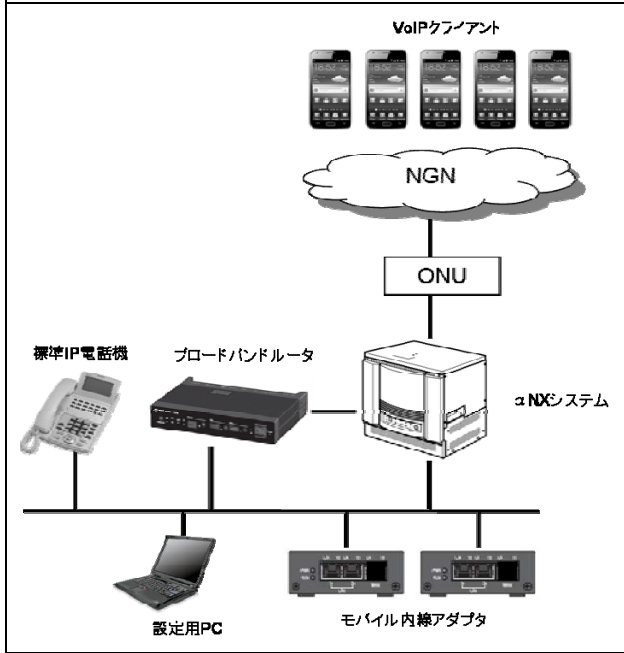 VoIPクライアント
NGN
ONU
標準IP電話機
ブロードバンドルータ
αNXシステム
設定用PC
モバイル内線アダプタ